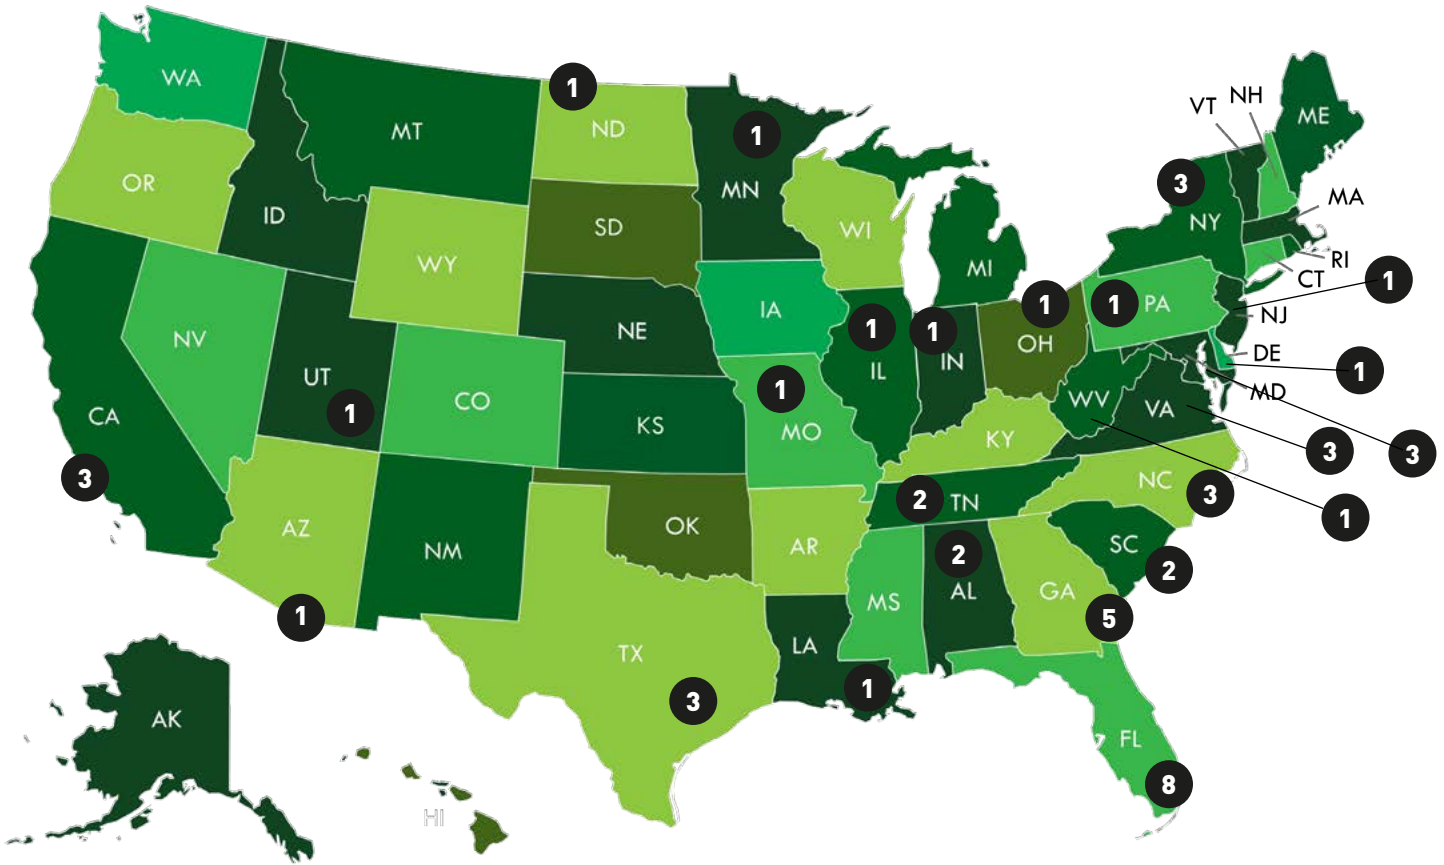 WA
MT
1
ND
1
MN
OR
ID
SD
WY
WI
MI
VT
NH
ME
3
NY
MA
RI
CT
1
NJ
NV
UT
1
CO
NE
IA
1
IL
1
IN
1
OH
1
PA
DE
1
MD
CA
3
KS
1
MO
KY
WV
VA
3
3
1
AZ
1
NM
OK
AR
2
TN
NC
3
SC
2
MS
2
AL
GA
5
TX
3
LA
1
FL
8
AK
HI